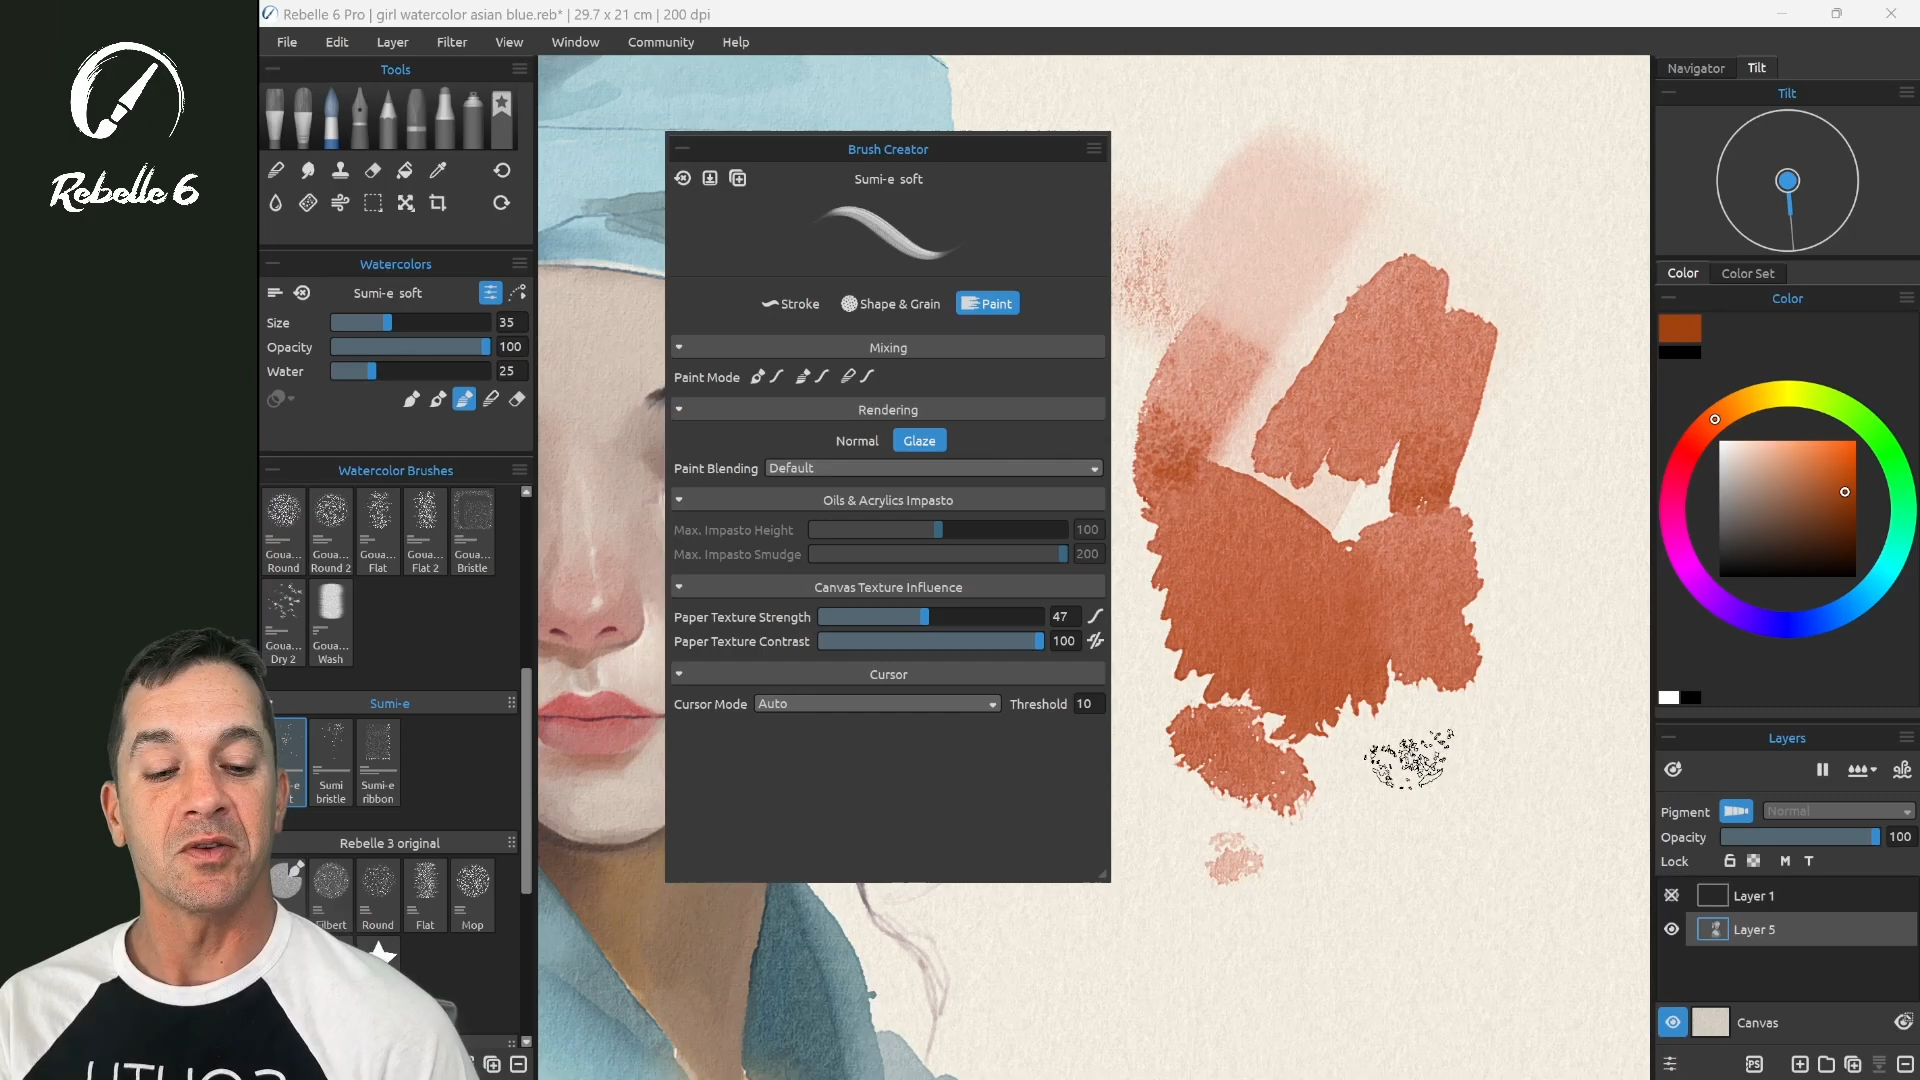 Rebelle 6
Rebelle 6 Pro | girl watercolor asian blue.reb* | 29.7 x 21 cm | 200 dpi
File Edit Layer Filter View Window Community Help
Tools
Watercolors
Sumi-e soft
Size 35
Opacity 100
Water 25
Watercolor Brushes
Goua... Round
Goua... Round 2
Goua... Flat
Goua... Flat 2
Goua... Bristle
Goua... Dry 2
Goua... Wash
Sumi-e
Sumi bristle
Sumi-e ribbon
Rebelle 3 original
Round
Flat
Mop
Brush Creator
Sumi-e soft
Stroke Shape & Grain Paint
Mixing
Paint Mode
Rendering
Normal Glaze
Paint Blending Default
Oils & Acrylics Impasto
Max. Impasto Height 100
Max. Impasto Smudge 200
Canvas Texture Influence
Paper Texture Strength 47
Paper Texture Contrast 100
Cursor
Cursor Mode Auto Threshold 10
Navigator Tilt
Tilt
Color Color Set
Color
Layers
Pigment Normal
Opacity 100
Lock M T
Layer 1
Layer 5
Canvas
PS